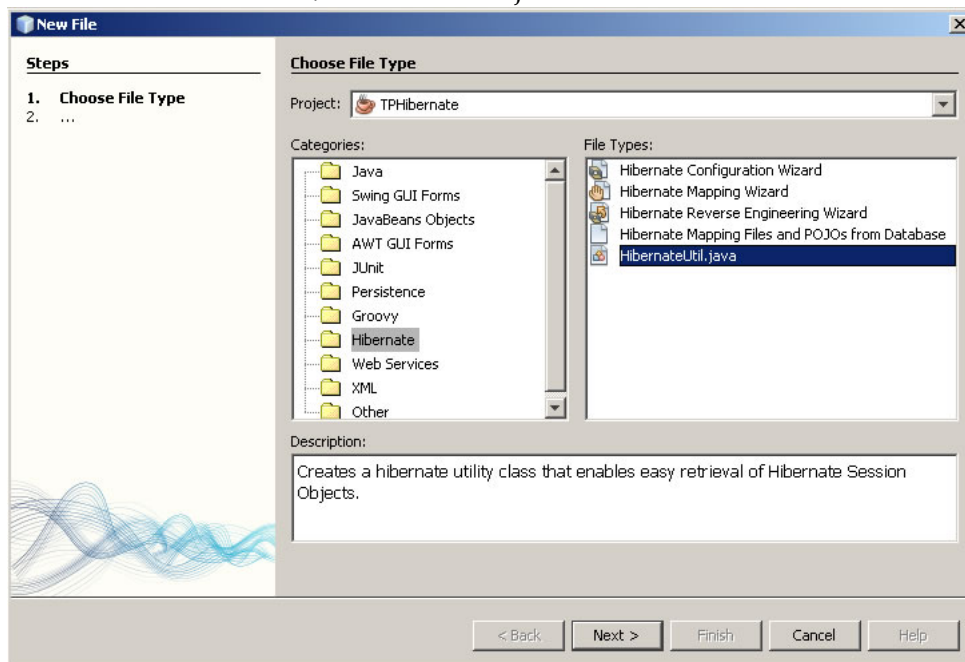 New File
Steps
1. Choose File Type
2. ...
Choose File Type
Project: TPHibernate
Categories:
Java
Swing GUI Forms
JavaBeans Objects
AWT GUI Forms
JUnit
Persistence
Groovy
Hibernate
Web Services
XML
Other
File Types:
Hibernate Configuration Wizard
Hibernate Mapping Wizard
Hibernate Reverse Engineering Wizard
Hibernate Mapping Files and POJOs from Database
HibernateUtil.java
Description:
Creates a hibernate utility class that enables easy retrieval of Hibernate Session
Objects.
< Back
Next >
Finish
Cancel
Help